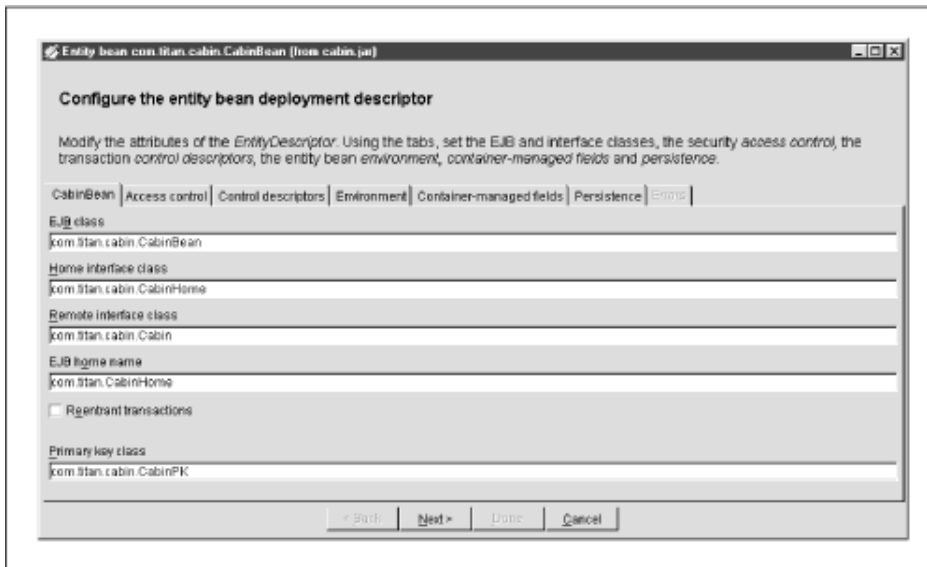 Entity bean com.titan.cabin.CabinBean (from cabin.jar)
Configure the entity bean deployment descriptor
Modify the attributes of the EntityDescriptor. Using the tabs, set the EJB and interface classes, the security access control, the
transaction control descriptors, the entity bean environment, container-managed fields and persistence.
CabinBean Access control Control descriptors Environment Container-managed fields Persistence Errors
EJB class
com.titan.cabin.CabinBean
Home interface class
com.titan.cabin.CabinHome
Remote interface class
com.titan.cabin.Cabin
EJB home name
com.titan.CabinHome
Reentrant transactions
Primary key class
com.titan.cabin.CabinPK
< Back Next > Done Cancel